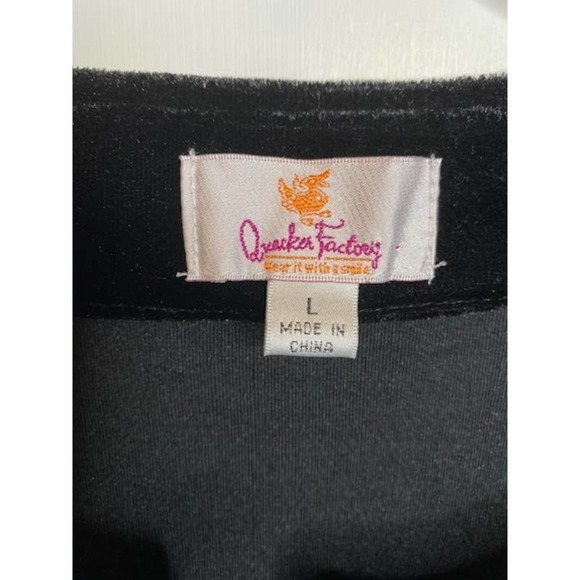 Quacker Factory
wear it with a smile
L
MADE IN
CHINA